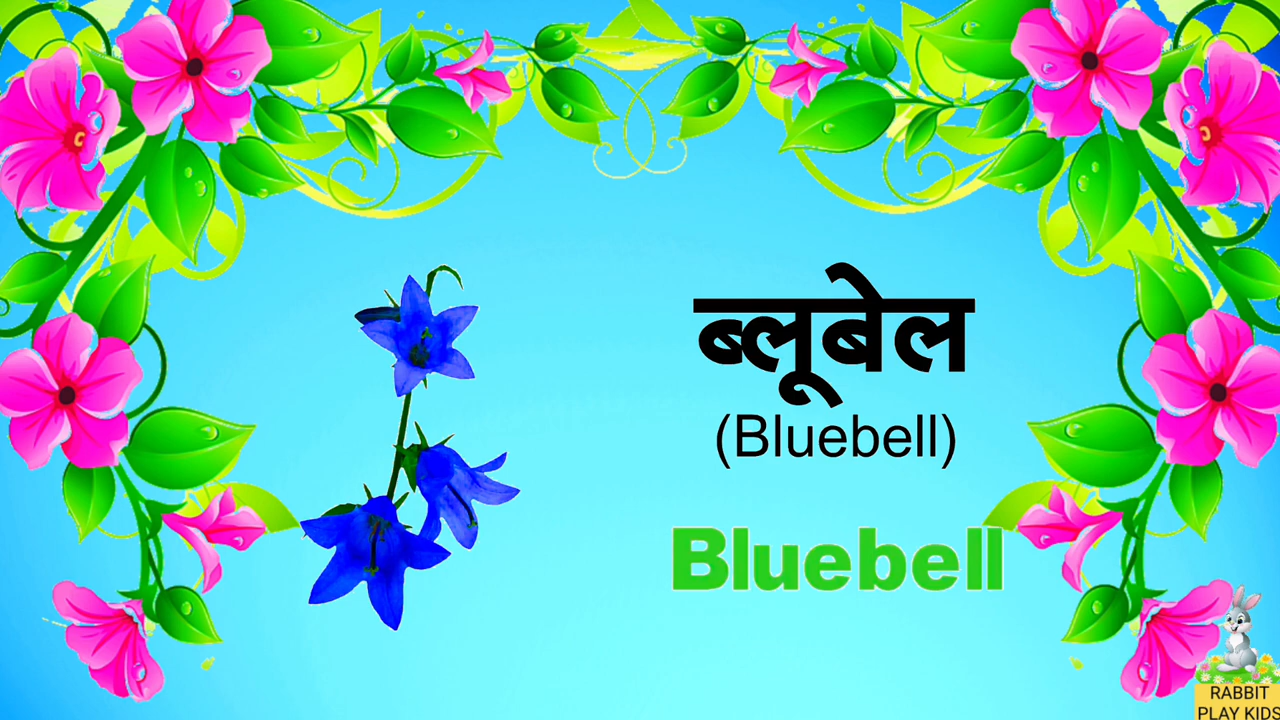 ब्लूबेल
(Bluebell)
Bluebell
RABBIT
PLAY KIDS